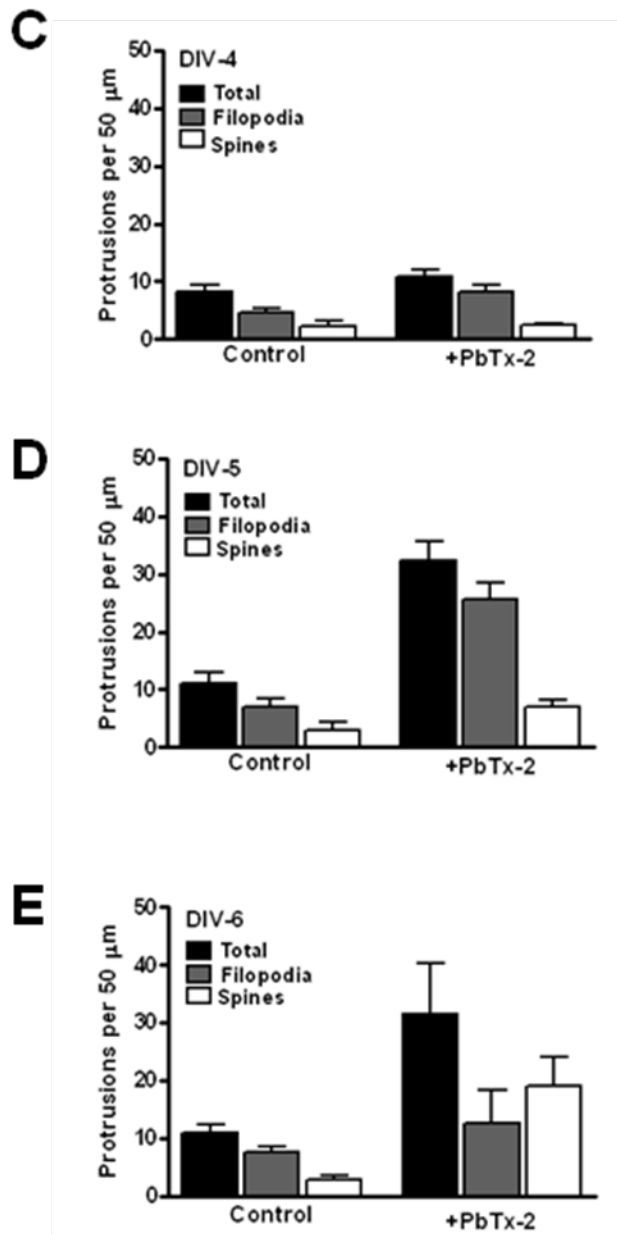 C
DIV-4
Total
Filopodia
Spines
Protrusions per 50 µm
50
40
30
20
10
0
Control
+PbTx-2
D
DIV-5
Total
Filopodia
Spines
Protrusions per 50 µm
50
40
30
20
10
0
Control
+PbTx-2
E
DIV-6
Total
Filopodia
Spines
Protrusions per 50 µm
50
40
30
20
10
0
Control
+PbTx-2